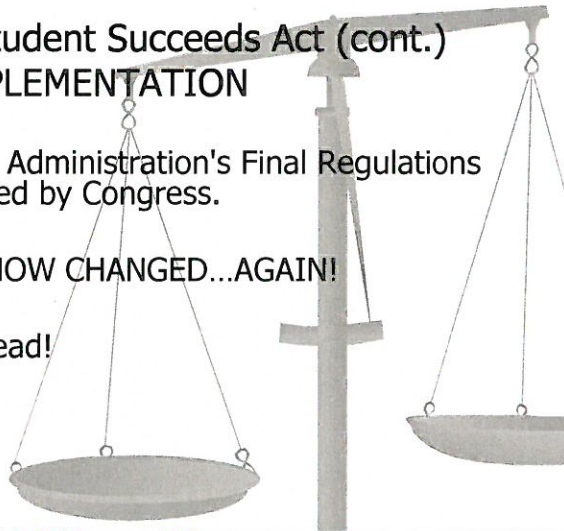 tudent Succeeds Act (cont.)
PLEMENTATION
Administration's Final Regulations
ed by Congress.
NOW CHANGED...AGAIN!
ead!